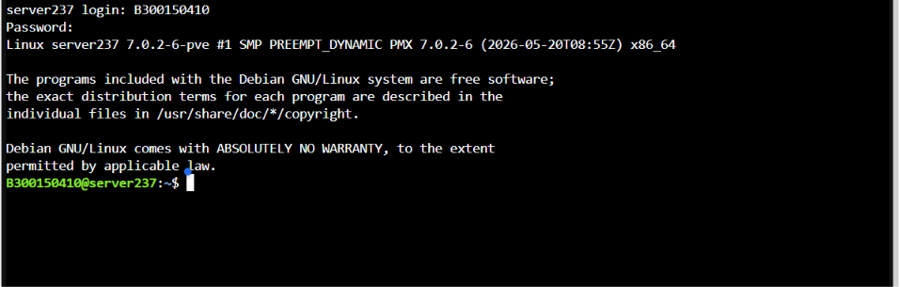 server237 login: B300150410
Password:
Linux server237 7.0.2-6-pve #1 SMP PREEMPT_DYNAMIC PMX 7.0.2-6 (2026-05-20T08:55Z) x86_64
The programs included with the Debian GNU/Linux system are free software;
the exact distribution terms for each program are described in the
individual files in /usr/share/doc/*/copyright.
Debian GNU/Linux comes with ABSOLUTELY NO WARRANTY, to the extent
permitted by applicable law.
B300150410@server237:~$